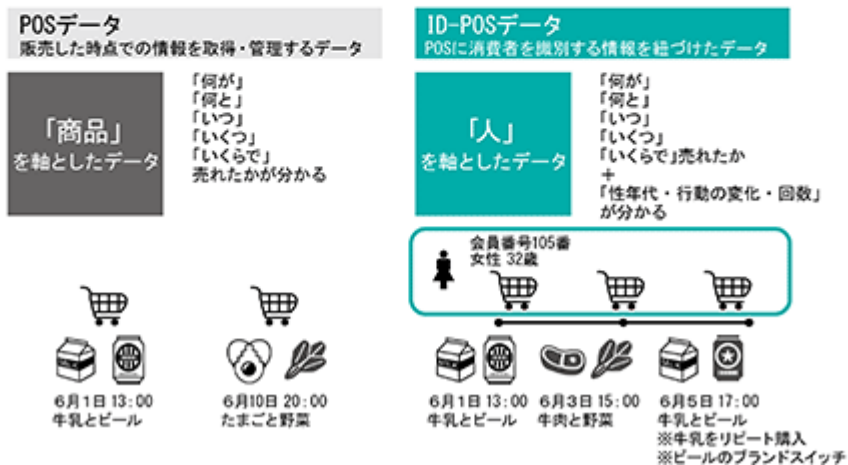 POSデータ
販売した時点での情報を取得・管理するデータ
「商品」
を軸としたデータ
「何が」
「何と」
「いつ」
「いくつ」
「いくらで」
売れたかが分かる
6月1日 13:00
牛乳とビール
6月10日 20:00
たまごと野菜
ID-POSデータ
POSに消費者を識別する情報を紐づけたデータ
「人」
を軸としたデータ
「何が」
「何と」
「いつ」
「いくつ」
「いくらで」売れたか
+
「性年代・行動の変化・回数」
が分かる
会員番号105番
女性 32歳
6月1日 13:00
牛乳とビール
6月3日 15:00
牛肉と野菜
6月5日 17:00
牛乳とビール
※牛乳をリピート購入
※ビールのブランドスイッチ